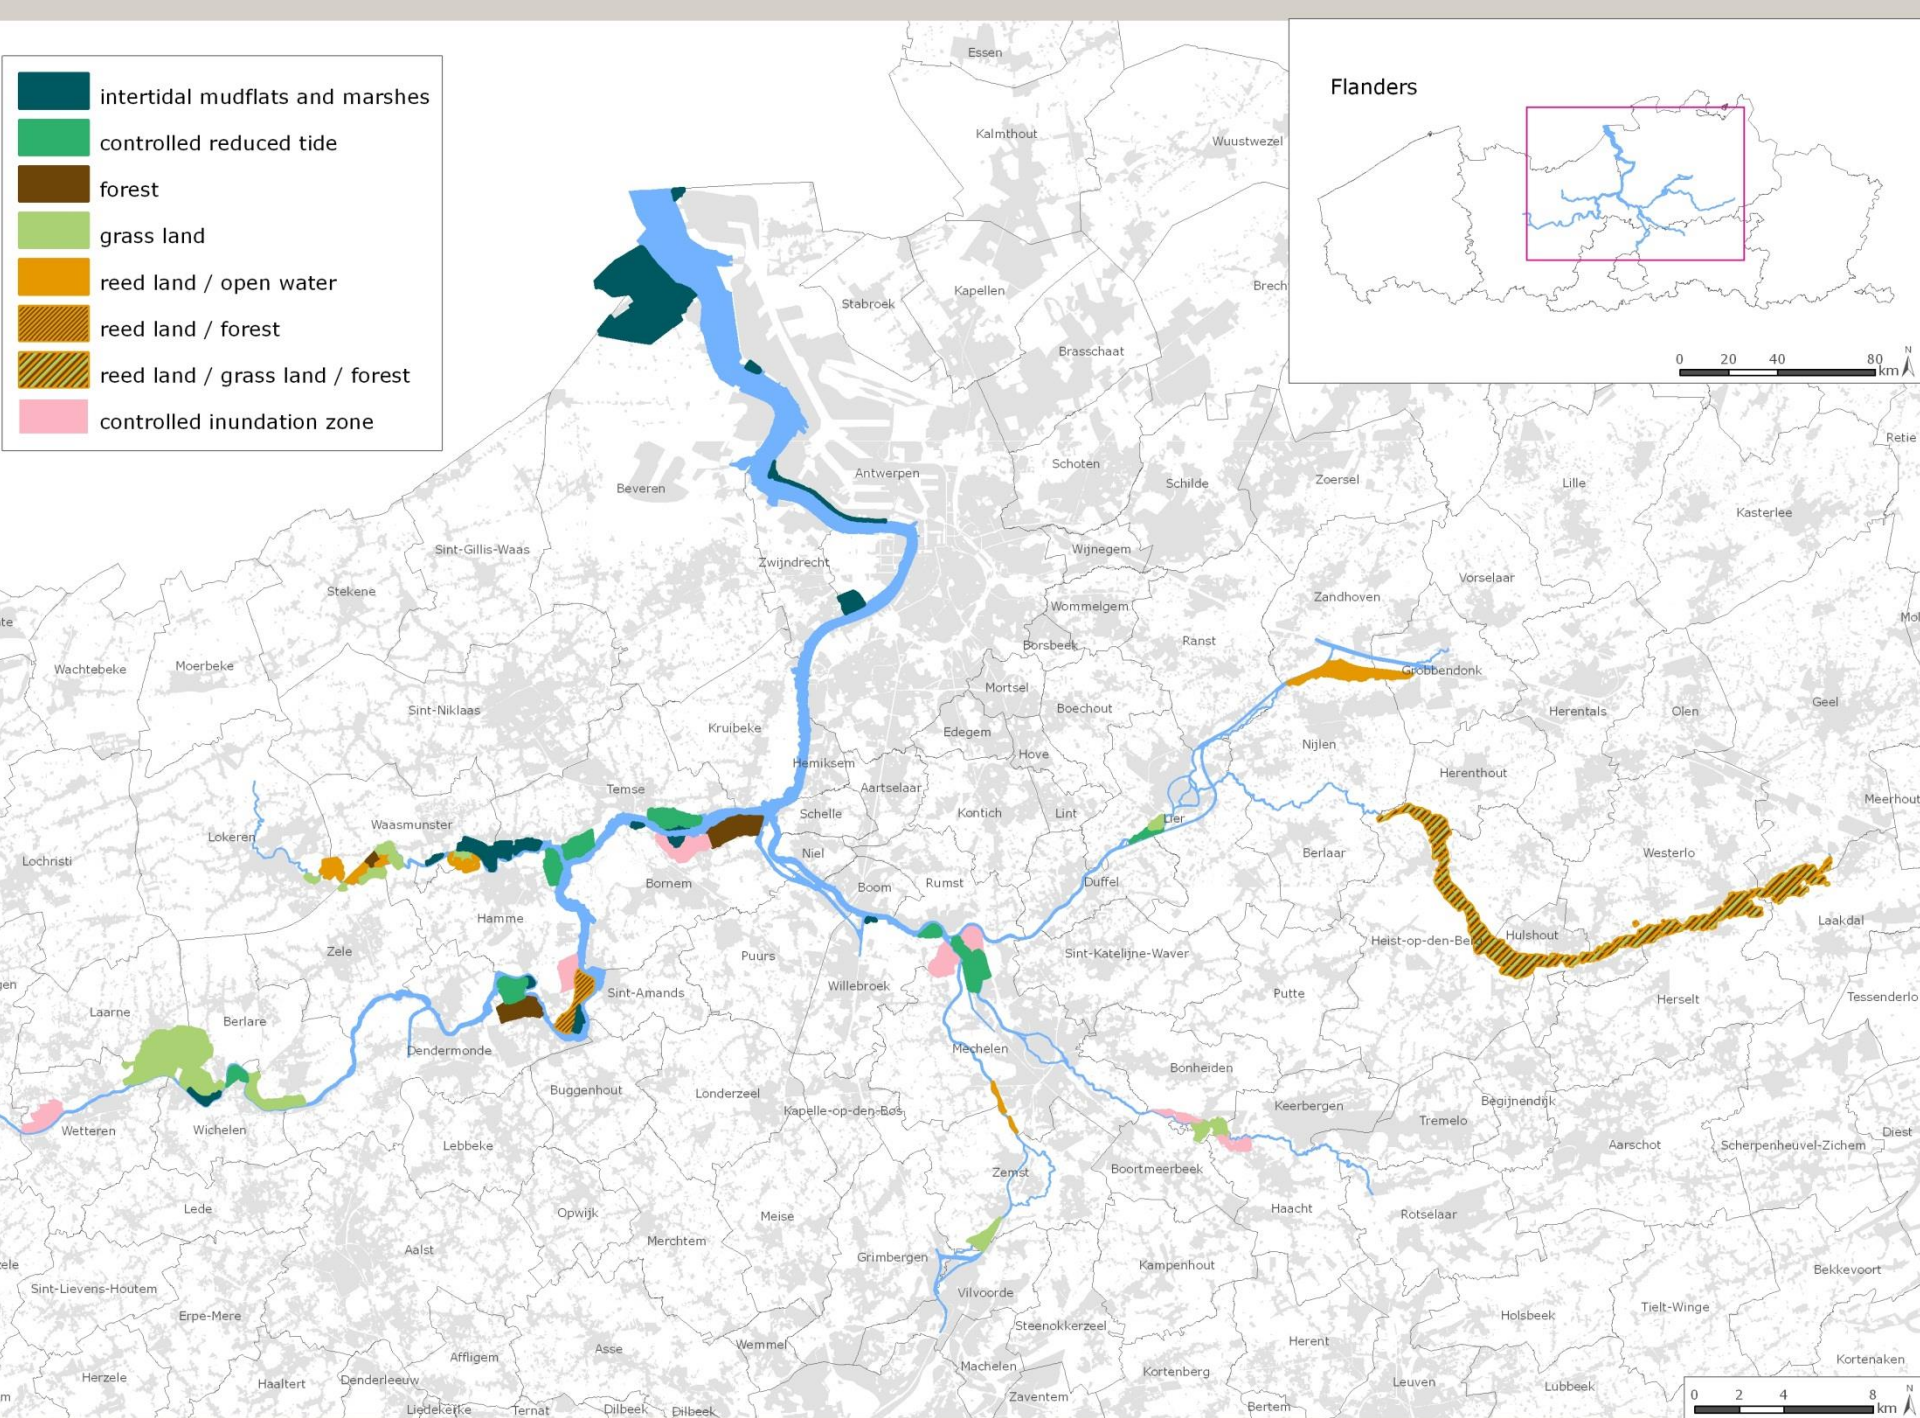 intertidal mudflats and marshes
controlled reduced tide
forest
grass land
reed land / open water
reed land / forest
reed land / grass land / forest
controlled inundation zone
Flanders
0 20 40 80
km
N
Essen
Kalmthout
Wuustwezel
Brech
Stabroek
Kapellen
Brasschaat
Retie
Antwerpen
Schoten
Schilde
Zoersel
Lille
Beveren
Kasterlee
Sint-Gillis-Waas
Zwijndrecht
Wijnegem
Vorselaar
Stekene
Wommelgem
Zandhoven
te
Borsbeek
Ranst
Mol
Wachtebeke
Moerbeke
Grobbendonk
Mortsel
Sint-Niklaas
Boechout
Herentals
Olen
Geel
Kruibeke
Edegem
Hove
Nijlen
Hemiksem
Herenthout
Temse
Aartselaar
Meerhout
Schelle
Kontich
Lint
Lier
Lokeren
Waasmunster
Lochristi
Niel
Berlaar
Westerlo
Bornem
Boom
Rumst
Duffel
Hamme
Laakdal
Zele
Puurs
Sint-Katelijne-Waver
Heist-op-den-Berg
Hulshout
gen
Sint-Amands
Willebroek
Putte
Herselt
Tessenderlo
Laarne
Berlare
Dendermonde
Mechelen
Bonheiden
Buggenhout
Londerzeel
Kapelle-op-den-Bos
Keerbergen
Begijnendijk
Tremelo
Wetteren
Wichelen
Lebbeke
Aarschot
Scherpenheuvel-Zichem
Diest
Zemst
Boortmeerbeek
Lede
Opwijk
Meise
Haacht
Rotselaar
Aalst
Merchtem
Grimbergen
Kampenhout
zele
Bekkevoort
Sint-Lievens-Houtem
Vilvoorde
Erpe-Mere
Steenokkerzeel
Holsbeek
Tielt-Winge
Wemmel
Herent
Asse
Affligem
Machelen
Kortenberg
Kortenaken
Herzele
Haaltert
Denderleeuw
Leuven
Lubbeek
m
Zaventem
Liedekerke
Ternat
Dilbeek
Dilbeek
Bertem
0 2 4 8
km
N